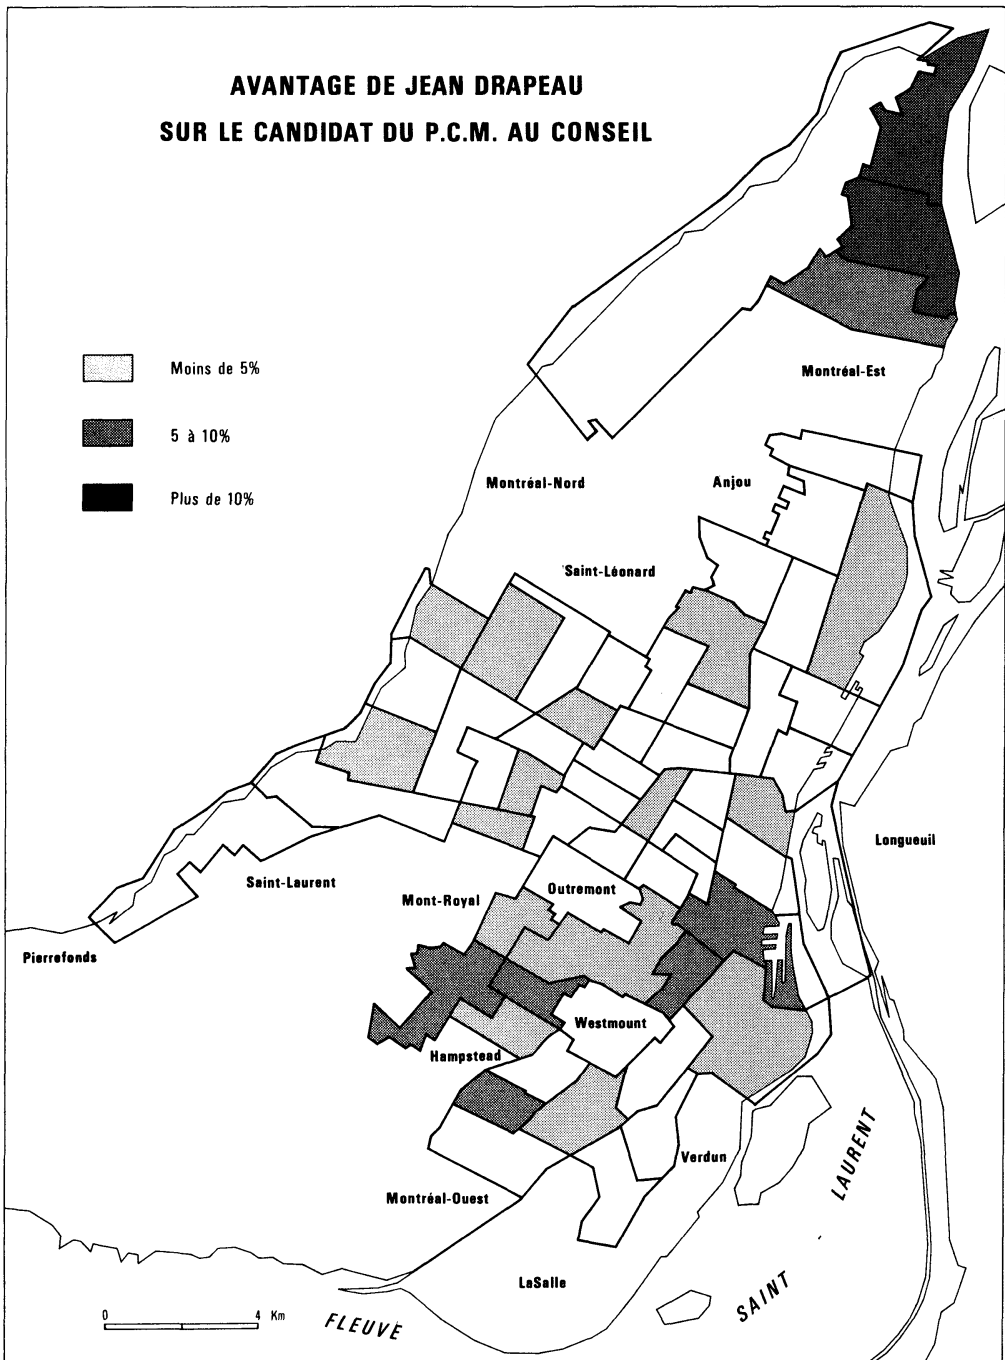 AVANTAGE DE JEAN DRAPEAU
SUR LE CANDIDAT DU P.C.M. AU CONSEIL
Moins de 5%
5 à 10%
Plus de 10%
Montréal-Est
Montréal-Nord
Anjou
Saint-Léonard
Longueuil
Saint-Laurent
Mont-Royal
Outremont
Pierrefonds
Westmount
Hampstead
Verdun
Montréal-Ouest
LaSalle
0 4 Km
FLEUVE
SAINT
LAURENT